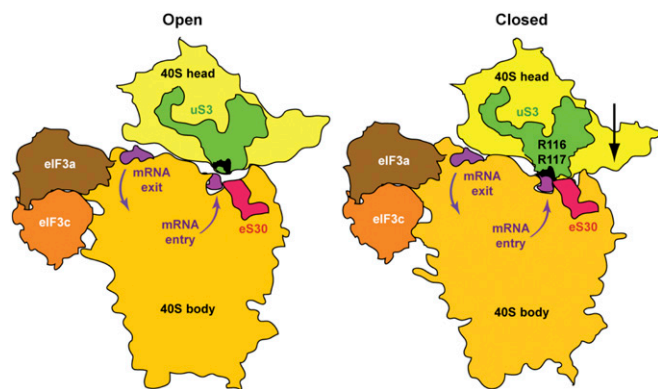 Open
Closed
40S head
uS3
eIF3a
eIF3c
mRNA
exit
mRNA
entry
eS30
40S body
40S head
uS3
R116
R117
eIF3a
eIF3c
mRNA
exit
mRNA
entry
eS30
40S body